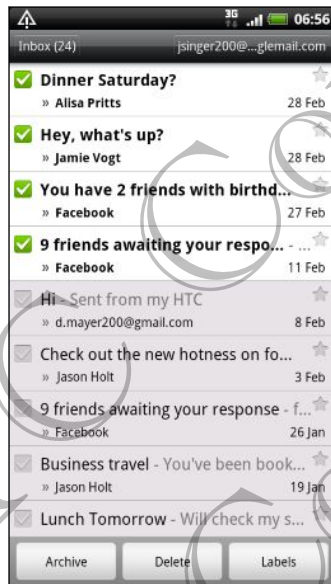 3G 06:56
Inbox (24) jsinger200@...glemail.com
Dinner Saturday?
» Alisa Pritts 28 Feb
Hey, what's up?
» Jamie Vogt 28 Feb
You have 2 friends with birthd...
» Facebook 27 Feb
9 friends awaiting your respo... - ...
» Facebook 11 Feb
Hi - Sent from my HTC
» d.mayer200@gmail.com 8 Feb
Check out the new hotness on fo...
» Jason Holt 3 Feb
9 friends awaiting your response - f...
» Facebook 26 Jan
Business travel - You've been book...
» Jason Holt 19 Jan
Lunch Tomorrow - Will check my s...
Archive Delete Labels